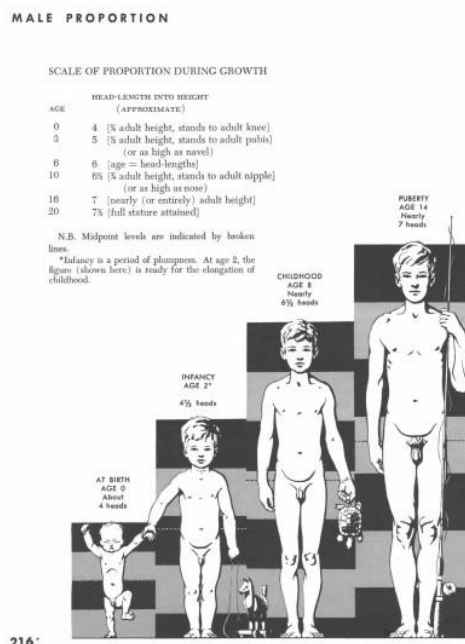 MALE PROPORTION
SCALE OF PROPORTION DURING GROWTH
HEAD-LENGTH INTO HEIGHT
AGE (APPROXIMATE)
0 4 [ adult height, stands to adult knee]
3 5 [ adult height, stands to adult pubis]
(or as high as navel)
6 6 [age = head-lengths]
10 6½ [ adult height, stands to adult nipple]
(or as high as nose)
16 7 [nearly (or entirely) adult height]
20 7½ [full stature attained]
N.B. Midpoint levels are indicated by broken
lines.
*Infancy is a period of plumpness. At age 2, the
figure (shown here) is ready for the elongation of
childhood.
PUBERTY
AGE 14
Nearly
7 heads
CHILDHOOD
AGE 8
Nearly
6½ heads
INFANCY
AGE 2*
4½ heads
AT BIRTH
AGE 0
About
4 heads
216